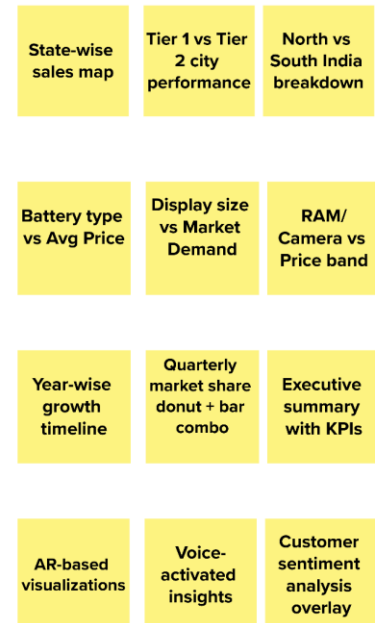 State-wise
sales map
Tier 1 vs Tier
2 city
performance
North vs
South India
breakdown
Battery type
vs Avg Price
Display size
vs Market
Demand
RAM/
Camera vs
Price band
Year-wise
growth
timeline
Quarterly
market share
donut + bar
combo
Executive
summary
with KPIs
AR-based
visualizations
Voice-
activated
insights
Customer
sentiment
analysis
overlay